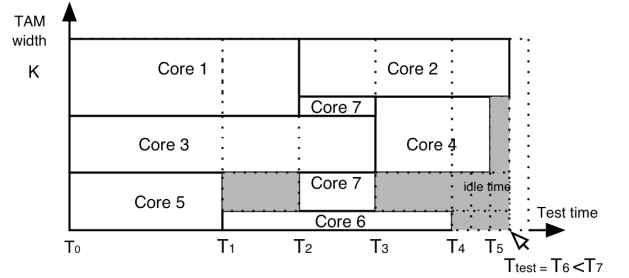 TAM
width
K
Core 1
Core 2
Core 7
Core 3
Core 4
Core 7
idle time
Core 5
Core 6
Test time
T0 T1 T2 T3 T4 T5
Ttest = T6 <T7